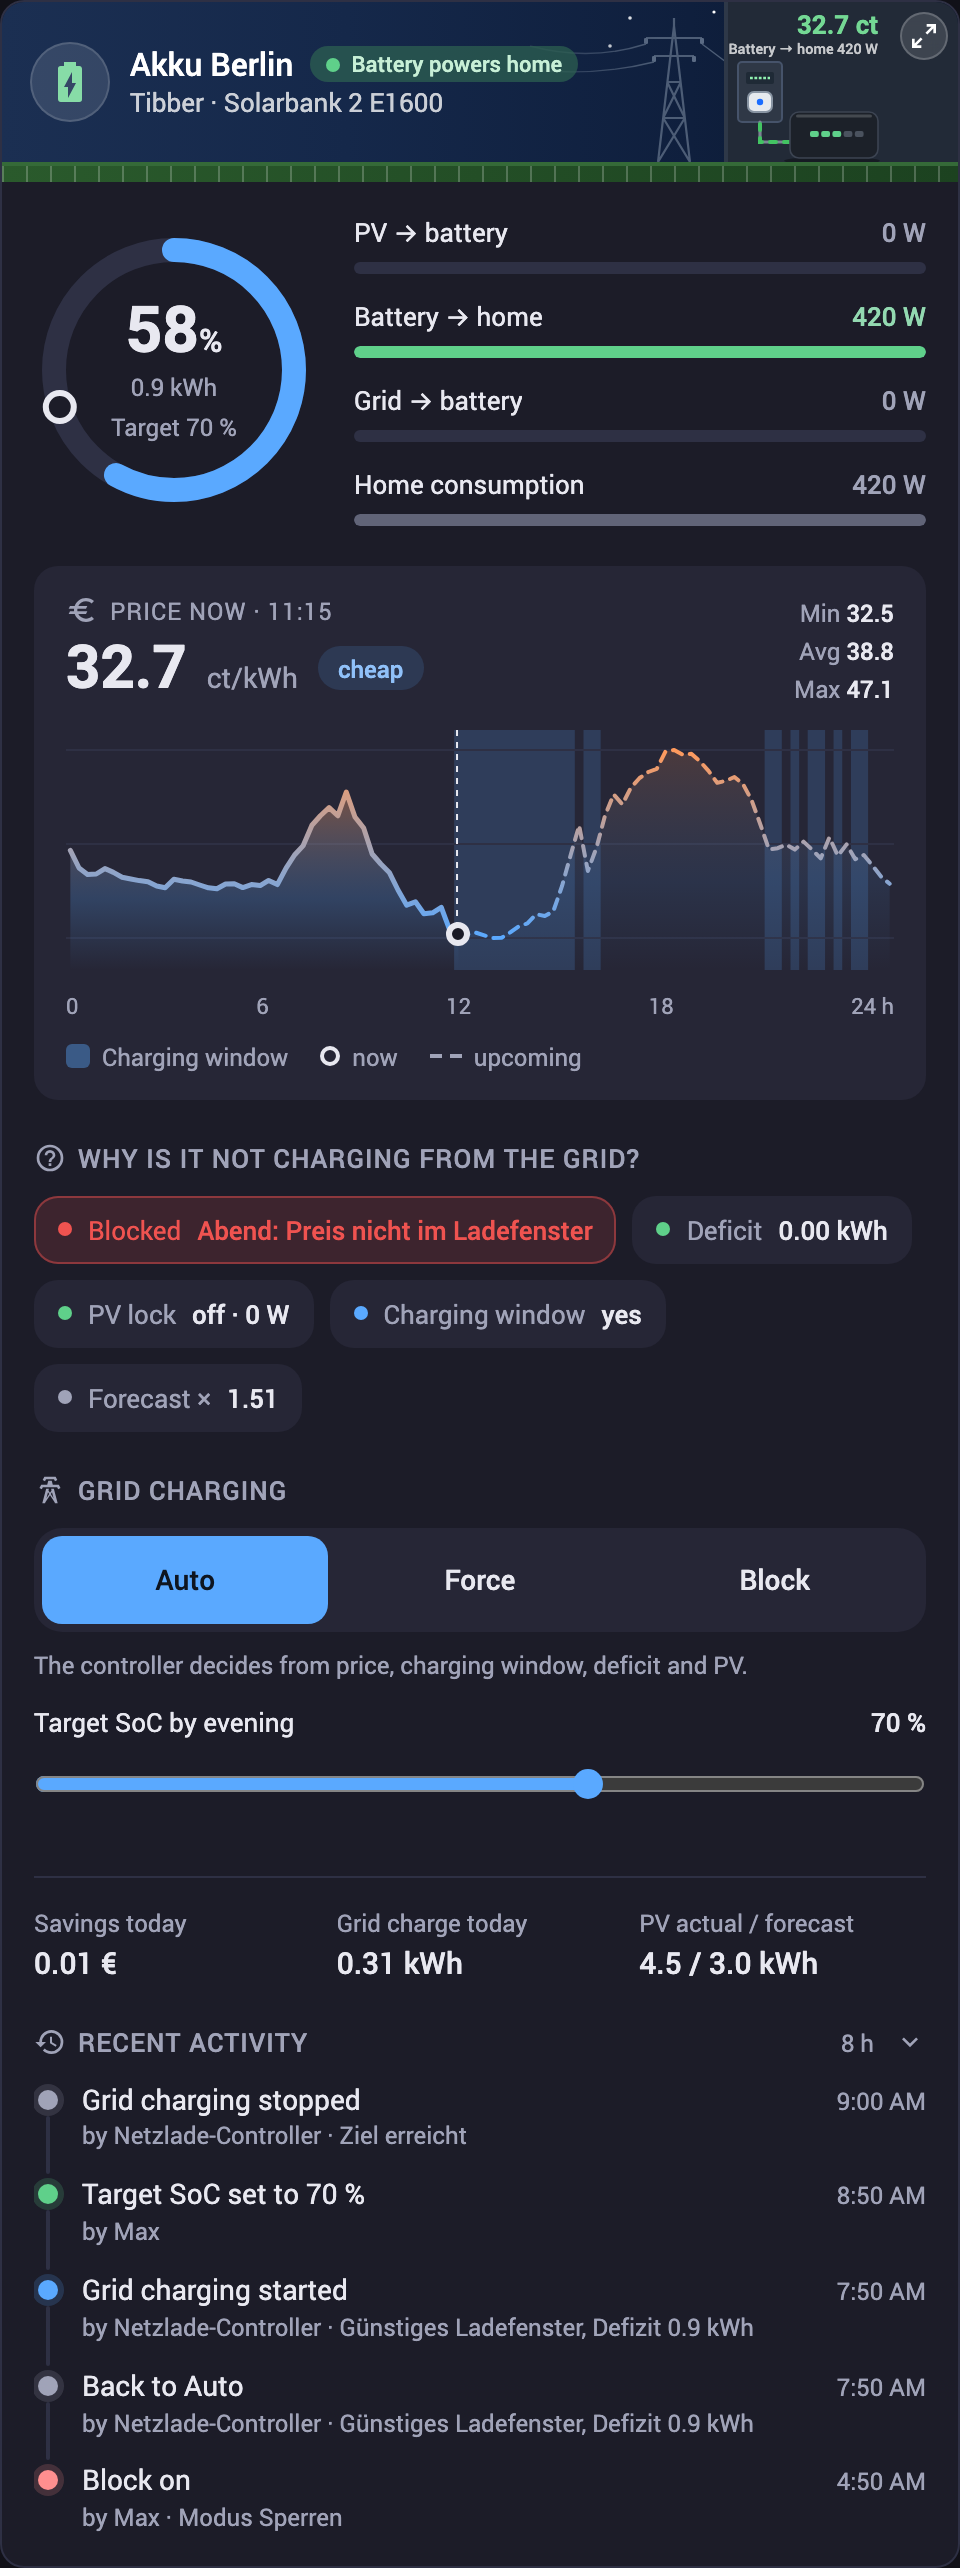 Akku Berlin
Battery powers home
Tibber · Solarbank 2 E1600
32.7 ct
Battery → home 420 W
58%
0.9 kWh
Target 70 %
PV → battery 0 W
Battery → home 420 W
Grid → battery 0 W
Home consumption 420 W
PRICE NOW · 11:15
32.7 ct/kWh cheap
Min 32.5
Avg 38.8
Max 47.1
0 6 12 18 24 h
Charging window now upcoming
WHY IS IT NOT CHARGING FROM THE GRID?
Blocked Abend: Preis nicht im Ladefenster
Deficit 0.00 kWh
PV lock off · 0 W
Charging window yes
Forecast × 1.51
GRID CHARGING
Auto Force Block
The controller decides from price, charging window, deficit and PV.
Target SoC by evening 70 %
Savings today
0.01 €
Grid charge today
0.31 kWh
PV actual / forecast
4.5 / 3.0 kWh
RECENT ACTIVITY 8 h
Grid charging stopped 9:00 AM
by Netzlade-Controller · Ziel erreicht
Target SoC set to 70 % 8:50 AM
by Max
Grid charging started 7:50 AM
by Netzlade-Controller · Günstiges Ladefenster, Defizit 0.9 kWh
Back to Auto 7:50 AM
by Netzlade-Controller · Günstiges Ladefenster, Defizit 0.9 kWh
Block on 4:50 AM
by Max · Modus Sperren